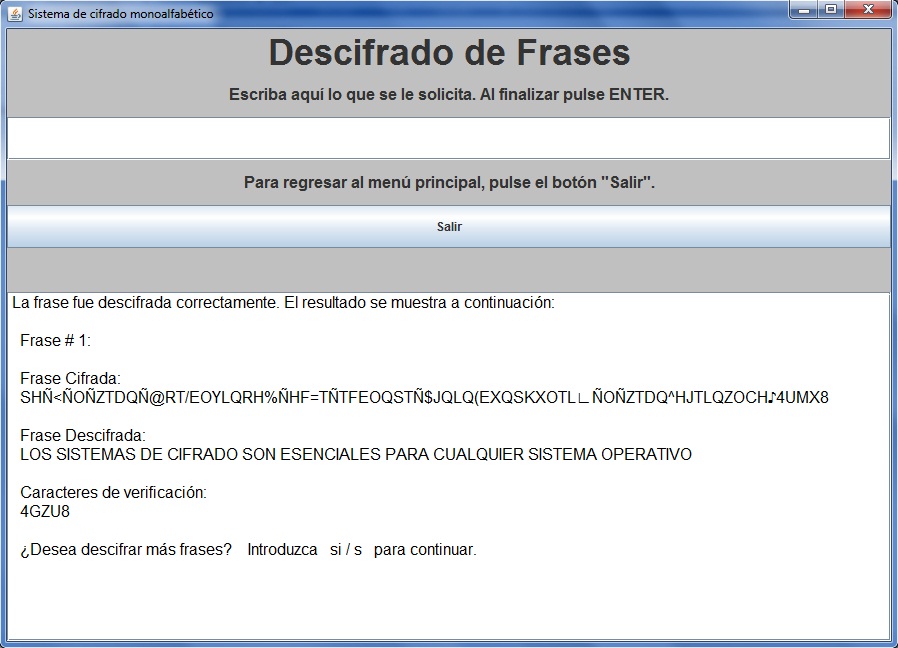 Sistema de cifrado monoalfabético
Descifrado de Frases
Escriba aquí lo que se le solicita. Al finalizar pulse ENTER.
Para regresar al menú principal, pulse el botón "Salir".
Salir
La frase fue descifrada correctamente. El resultado se muestra a continuación:
Frase # 1:
Frase Cifrada:
SHÑ<ÑOÑZTDQÑ@RT/EOYLQRH%ÑHF=TÑTFEOQSTÑ$JQLQ(EXQSKXOTL∟ÑOÑZTDQ^HJTLQZOCH♪4UMX8
Frase Descifrada:
LOS SISTEMAS DE CIFRADO SON ESENCIALES PARA CUALQUIER SISTEMA OPERATIVO
Caracteres de verificación:
4GZU8
¿Desea descifrar más frases? Introduzca si / s para continuar.